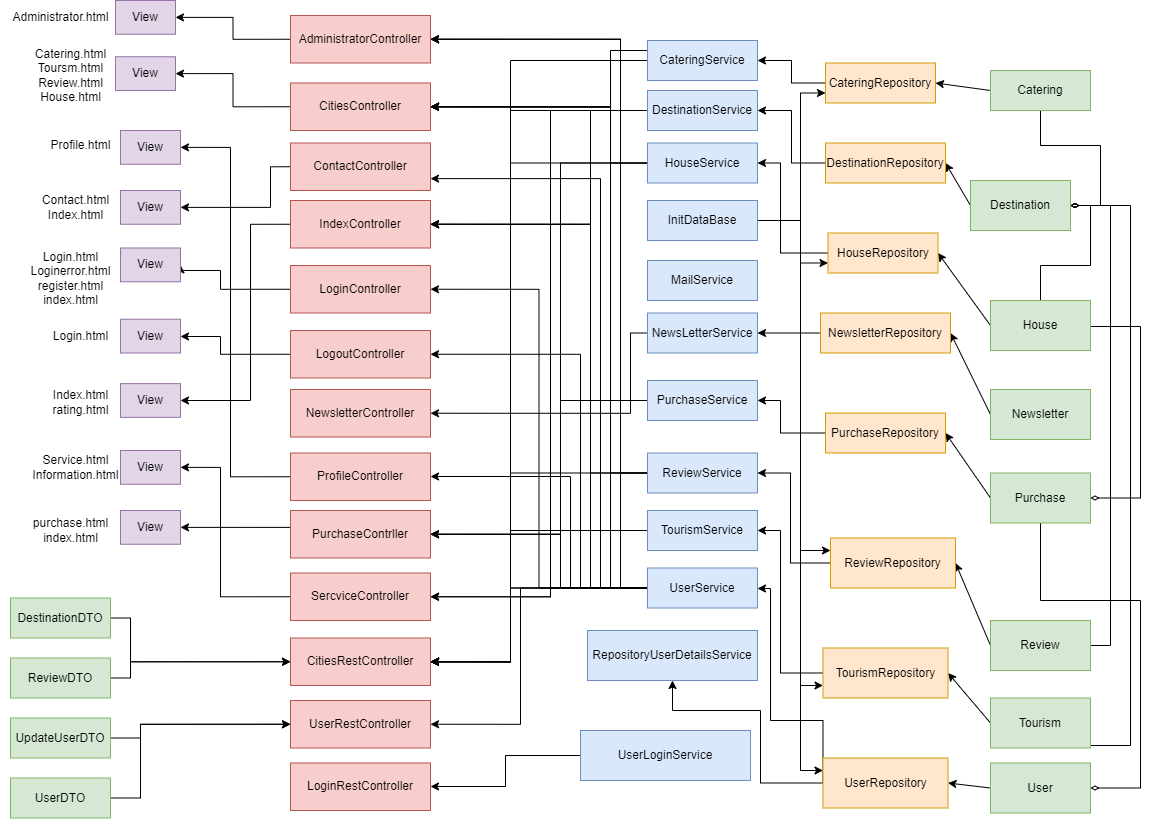 Administrator.html
View
Catering.html
Toursm.html
Review.html
House.html
View
Profile.html
View
Contact.html
Index.html
View
Login.html
Loginerror.html
register.html
index.html
View
Login.html
View
Index.html
rating.html
View
Service.html
Information.html
View
purchase.html
index.html
View
DestinationDTO
ReviewDTO
UpdateUserDTO
UserDTO
AdministratorController
CitiesController
ContactController
IndexController
LoginController
LogoutController
NewsletterController
ProfileController
PurchaseContrller
SercviceController
CitiesRestController
UserRestController
LoginRestController
CateringService
DestinationService
HouseService
InitDataBase
MailService
NewsLetterService
PurchaseService
ReviewService
TourismService
UserService
RepositoryUserDetailsService
UserLoginService
CateringRepository
DestinationRepository
HouseRepository
NewsletterRepository
PurchaseRepository
ReviewRepository
TourismRepository
UserRepository
Catering
Destination
House
Newsletter
Purchase
Review
Tourism
User